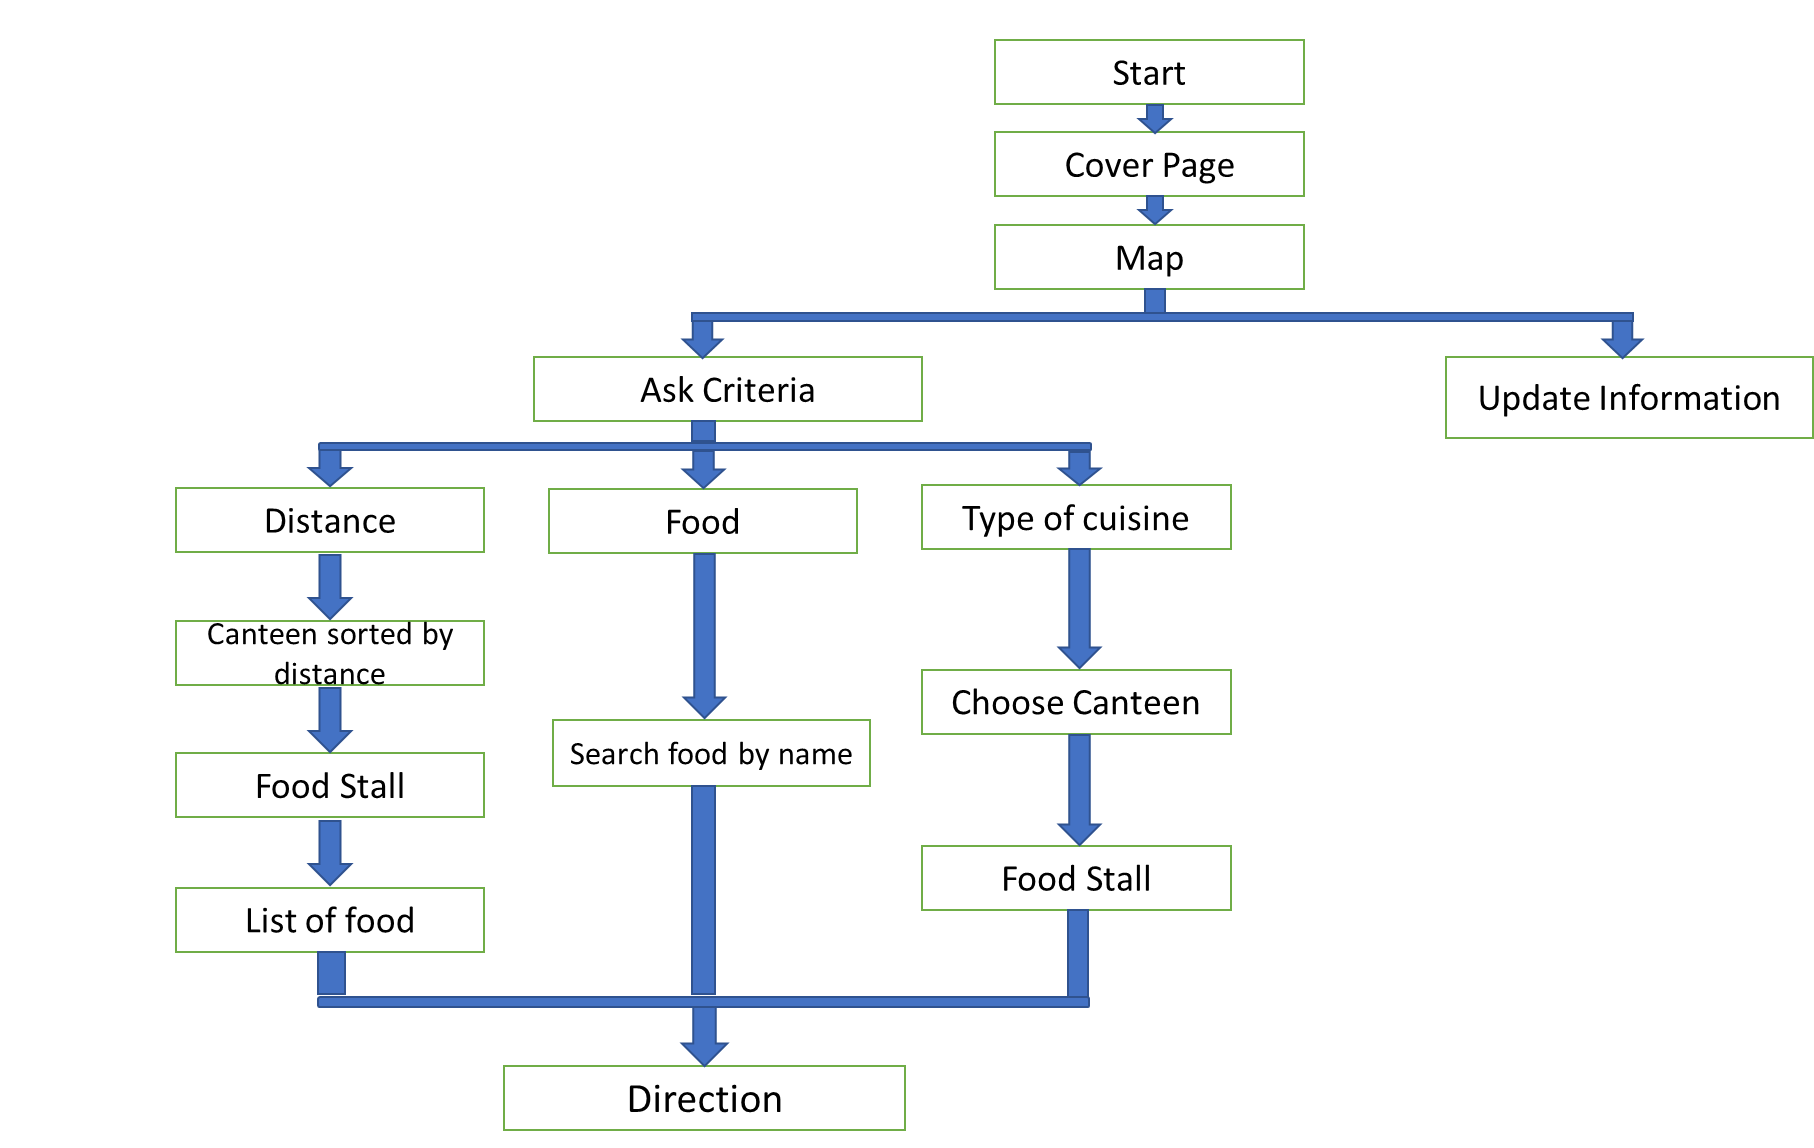 Start
Cover Page
Map
Ask Criteria
Update Information
Distance
Food
Type of cuisine
Canteen sorted by
distance
Choose Canteen
Search food by name
Food Stall
Food Stall
List of food
Direction